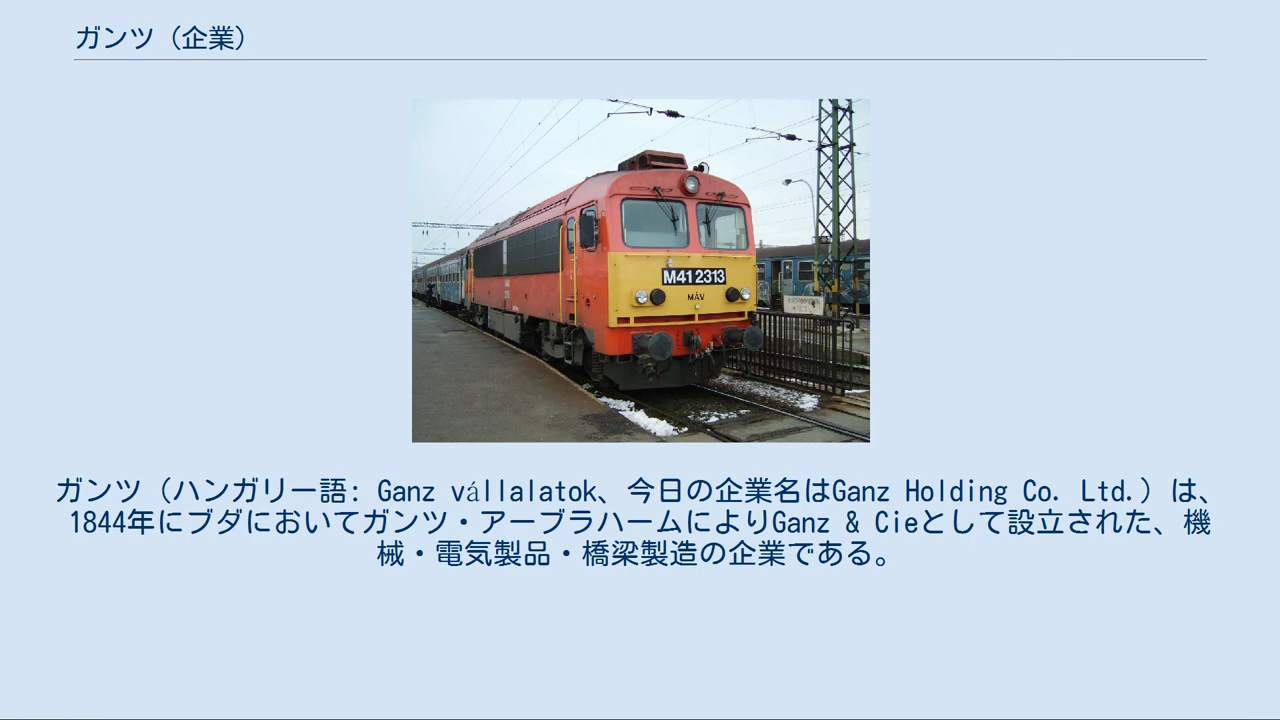 ガンツ（企業）
M41 2313
MÁV
ガンツ（ハンガリー語: Ganz vállalatok、今日の企業名はGanz Holding Co. Ltd.）は、
1844年にブダにおいてガンツ・アーブラハームによりGanz & Cieとして設立された、機
械・電気製品・橋梁製造の企業である。